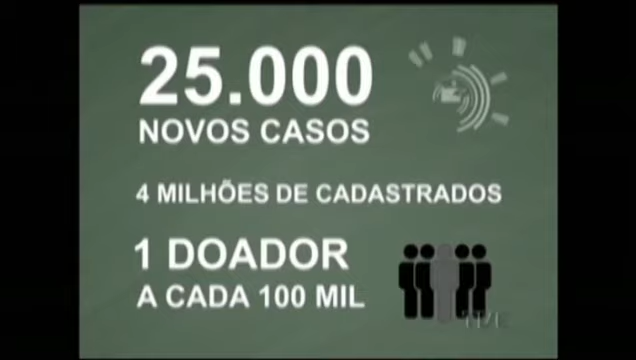 25.000
NOVOS CASOS
4 MILHÕES DE CADASTRADOS
1 DOADOR
A CADA 100 MIL